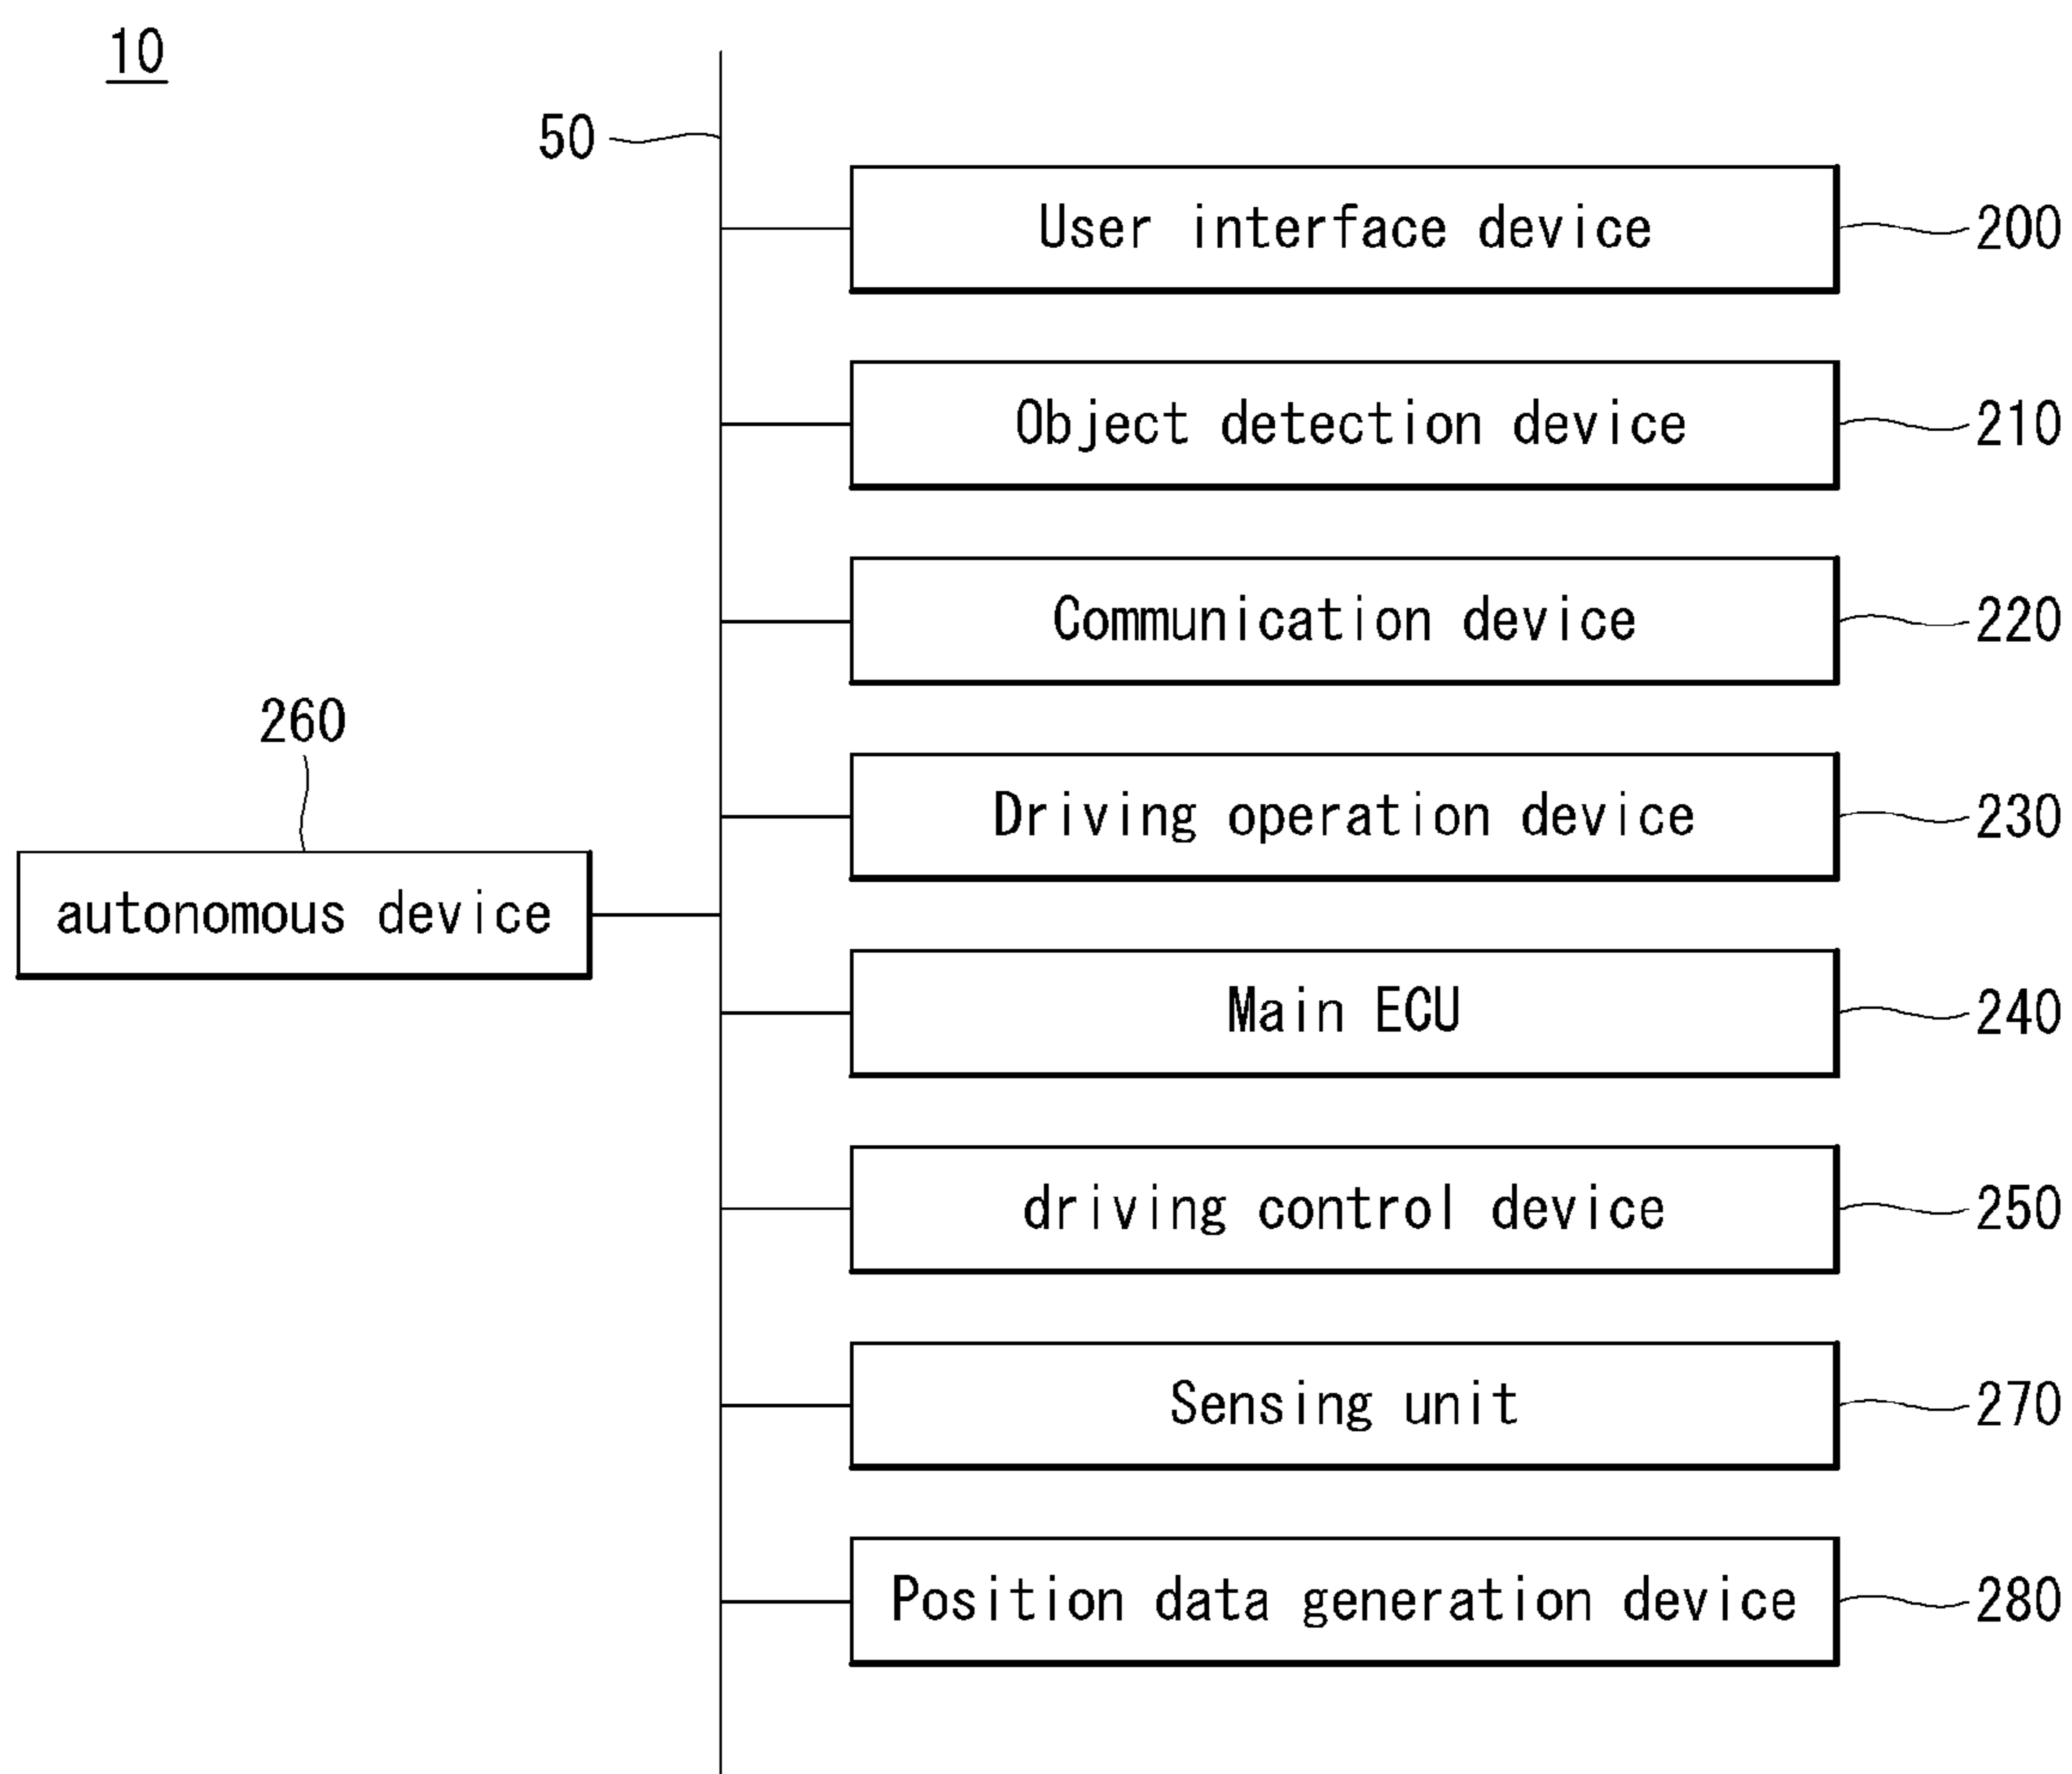 10
50
User interface device 200
Object detection device 210
Communication device 220
260
Driving operation device 230
autonomous device
Main ECU 240
driving control device 250
Sensing unit 270
Position data generation device 280